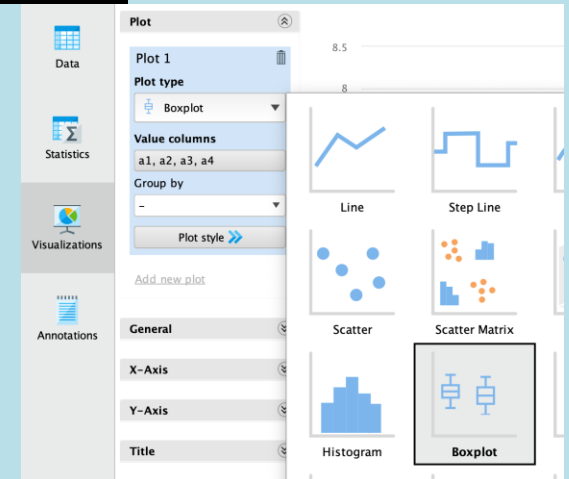 Data
Statistics
Visualizations
Annotations
Plot
Plot 1
Plot type
Boxplot
Value columns
a1, a2, a3, a4
Group by
-
Plot style
Add new plot
General
X-Axis
Y-Axis
Title
8.5
8
Line
Step Line
Scatter
Scatter Matrix
Histogram
Boxplot